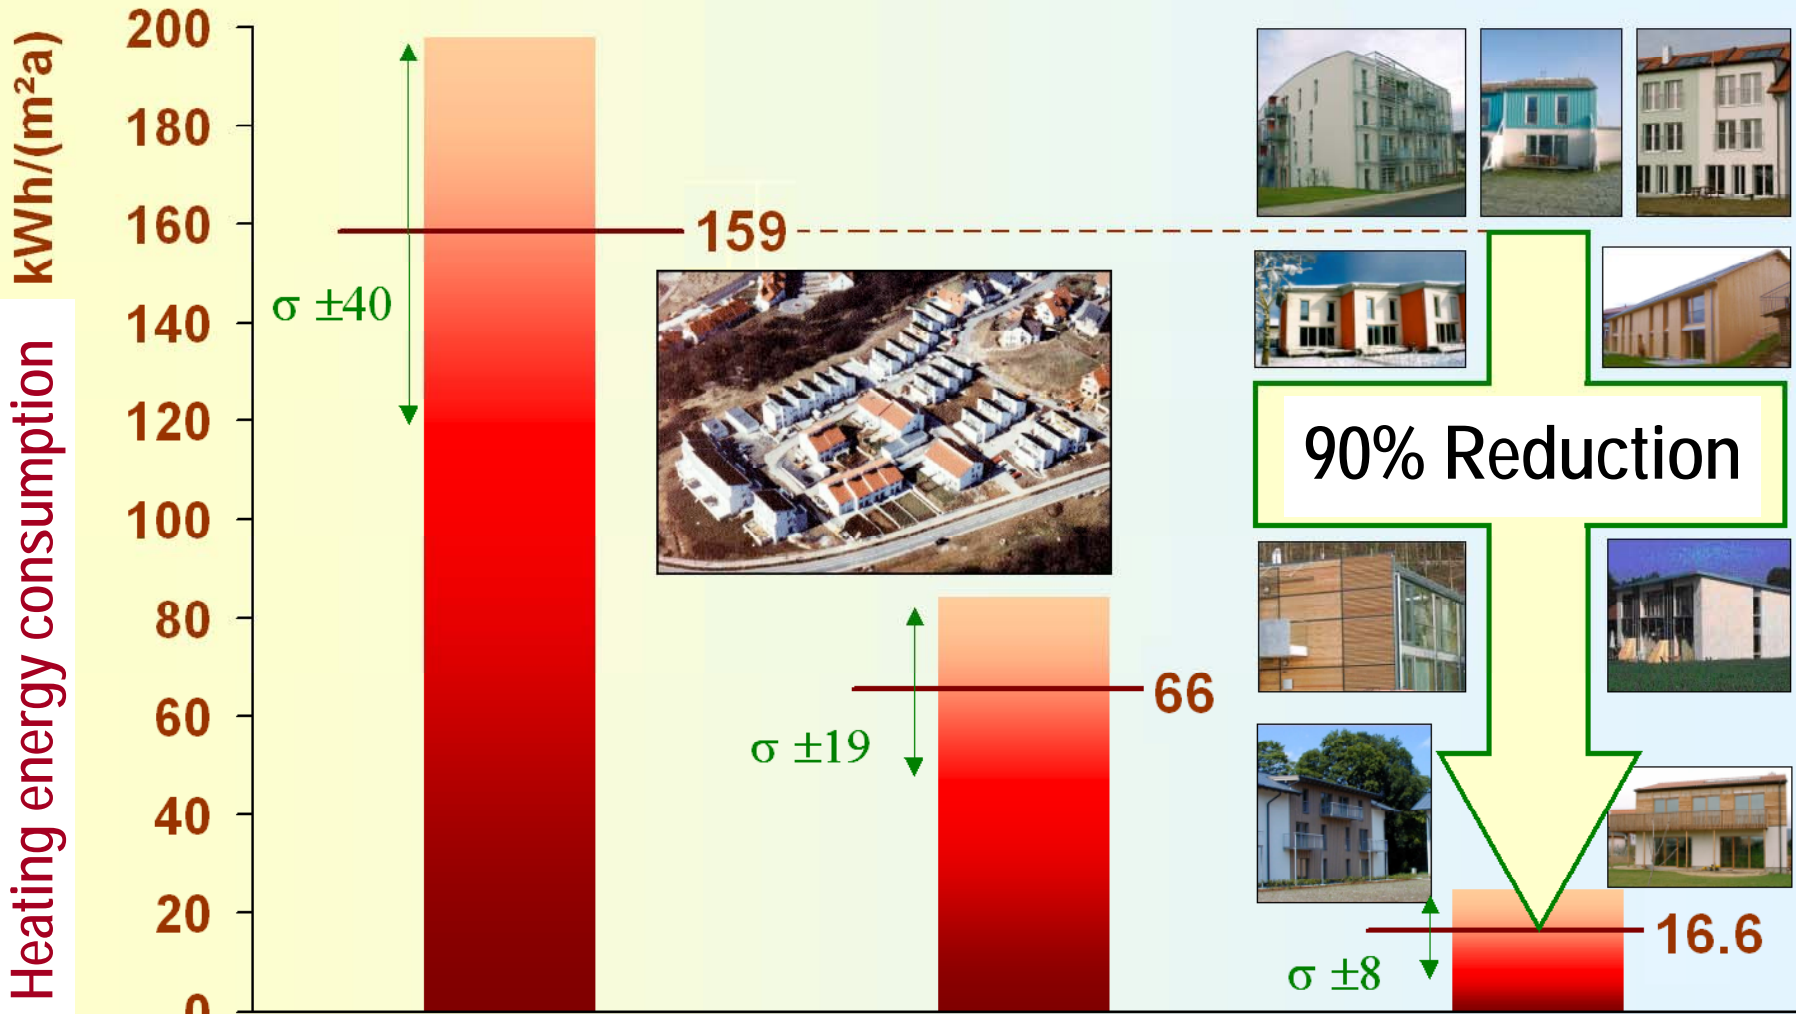 kWh/(m²a)
Heating energy consumption
200
180
160
140
120
100
80
60
40
20
0
σ ±40
159
σ ±19
66
90% Reduction
σ ±8
16.6